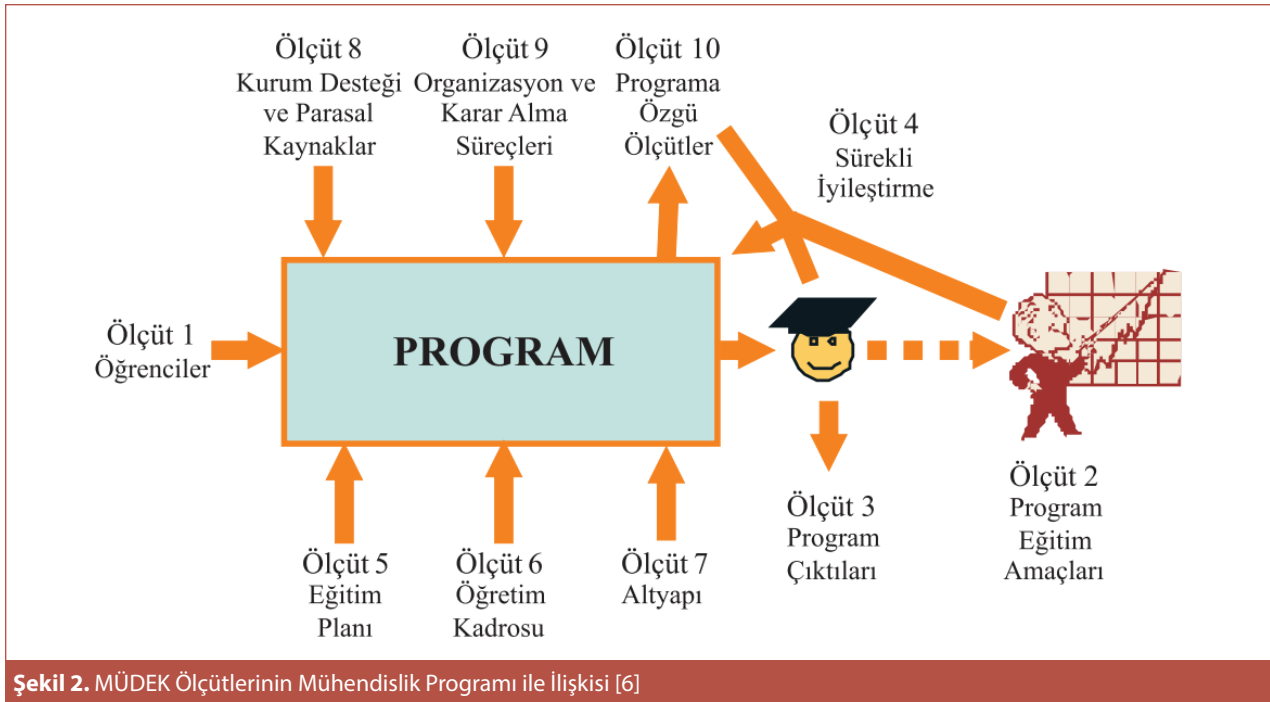 Ölçüt 8
Kurum Desteği
ve Parasal
Kaynaklar
Ölçüt 9
Organizasyon ve
Karar Alma
Süreçleri
Ölçüt 10
Programa
Özgü
Ölçütler
Ölçüt 4
Sürekli
İyileştirme
Ölçüt 1
Öğrenciler
PROGRAM
Ölçüt 5
Eğitim
Planı
Ölçüt 6
Öğretim
Kadrosu
Ölçüt 7
Altyapı
Ölçüt 3
Program
Çıktıları
Ölçüt 2
Program
Eğitim
Amaçları
Şekil 2. MÜDEK Ölçütlerinin Mühendislik Programı ile İlişkisi [6]